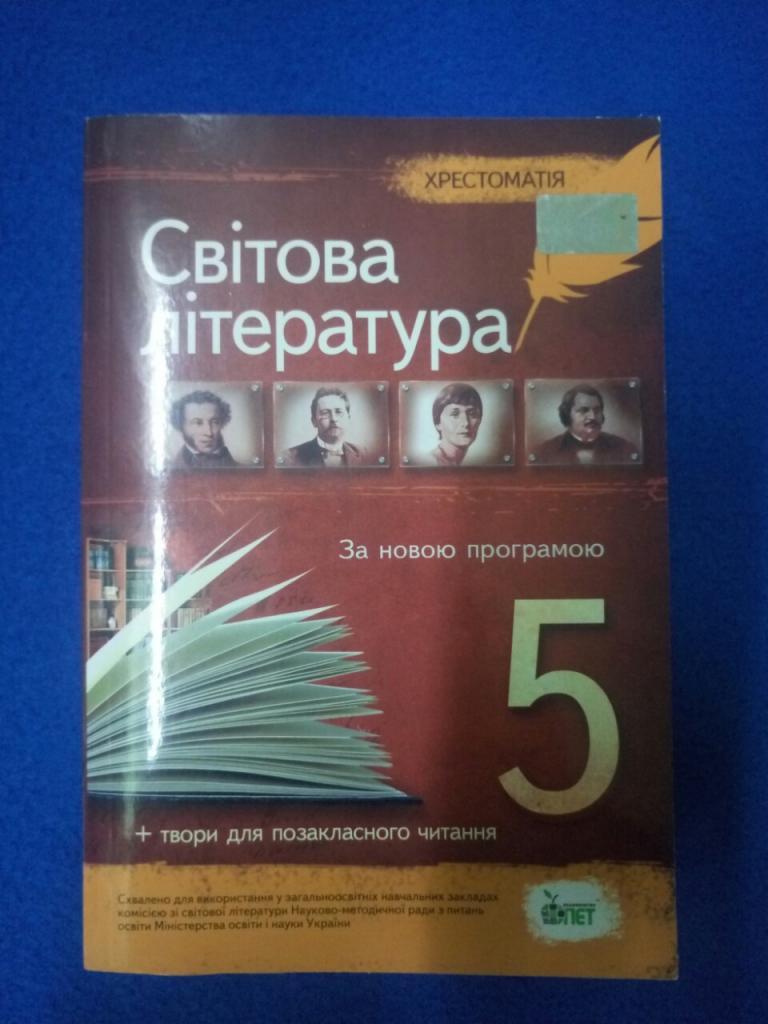 ХРЕСТОМАТІЯ
Світова
література
За новою програмою
5
+ твори для позакласного читання
Схвалено для використання у загальноосвітніх навчальних закладах
комісією зі світової літератури Науково-методичної ради з питань
освіти Міністерства освіти і науки України
ПЕТ